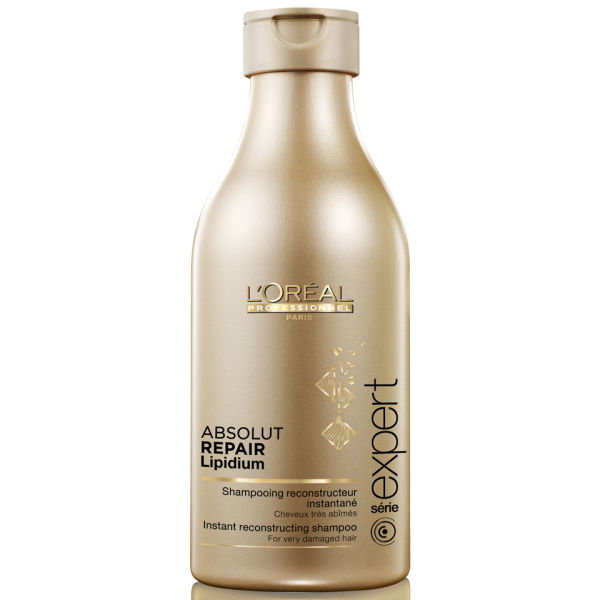 L'ORÉAL
PROFESSIONNEL
PARIS
ABSOLUT
REPAIR
Lipidium
Shampooing reconstructeur
instantané
Cheveux très abîmés
Instant reconstructing shampoo
For very damaged hair
série expert